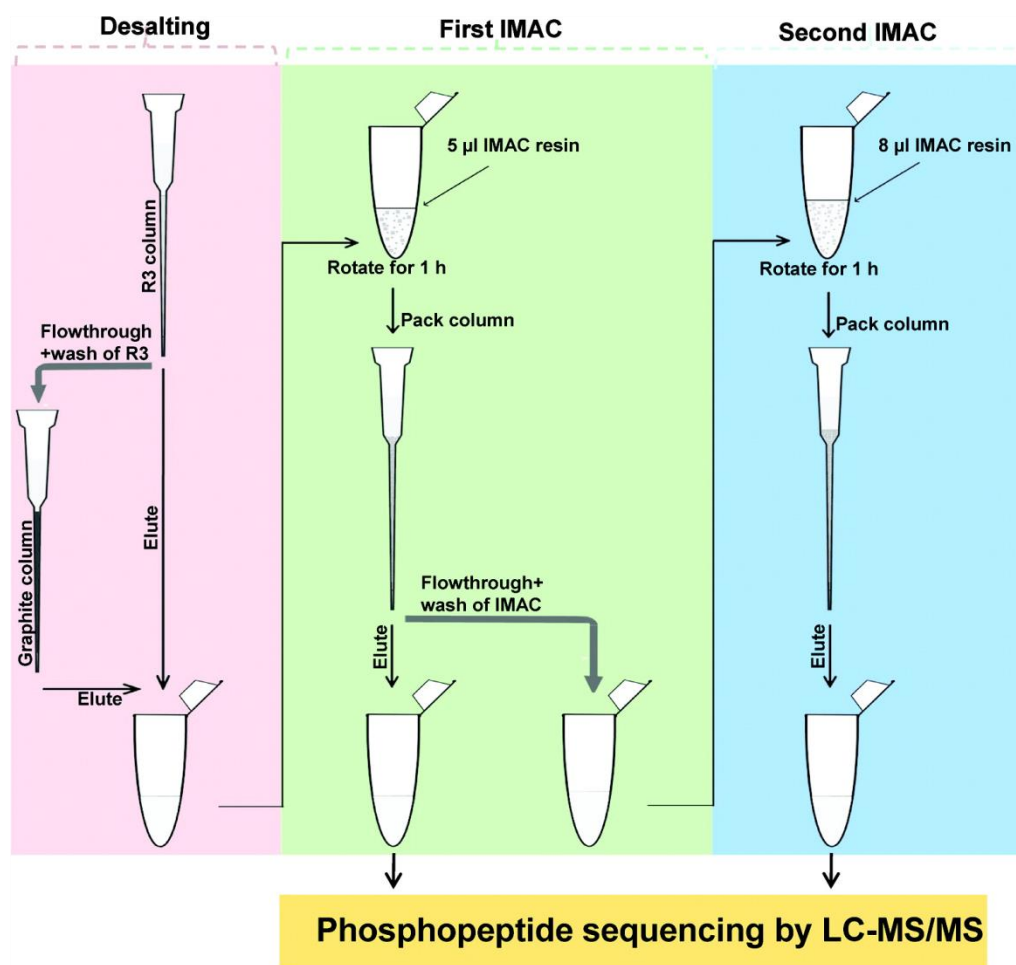 Desalting
First IMAC
Second IMAC
R3 column
Flowthrough
+wash of R3
Graphite column
Elute
Elute
5 µl IMAC resin
Rotate for 1 h
Pack column
Flowthrough+
wash of IMAC
Elute
8 µl IMAC resin
Rotate for 1 h
Pack column
Elute
Phosphopeptide sequencing by LC-MS/MS